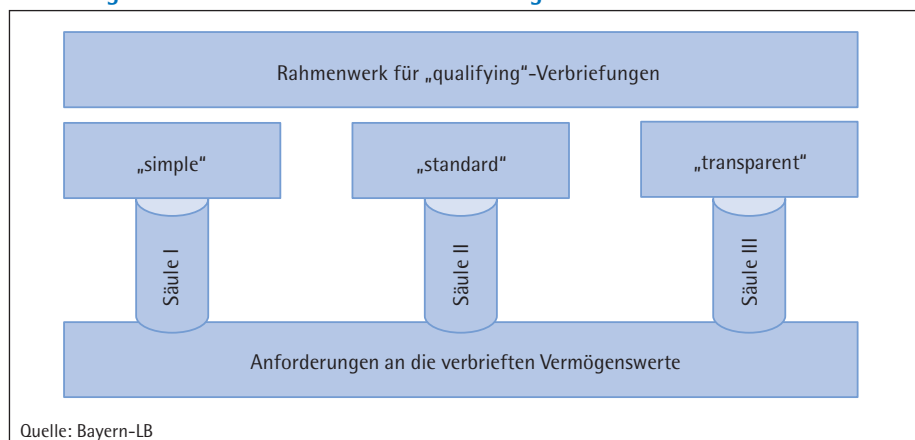 Rahmenwerk für „qualifying“-Verbriefungen
„simple“
„standard“
„transparent“
Säule I
Säule II
Säule III
Anforderungen an die verbrieften Vermögenswerte
Quelle: Bayern-LB